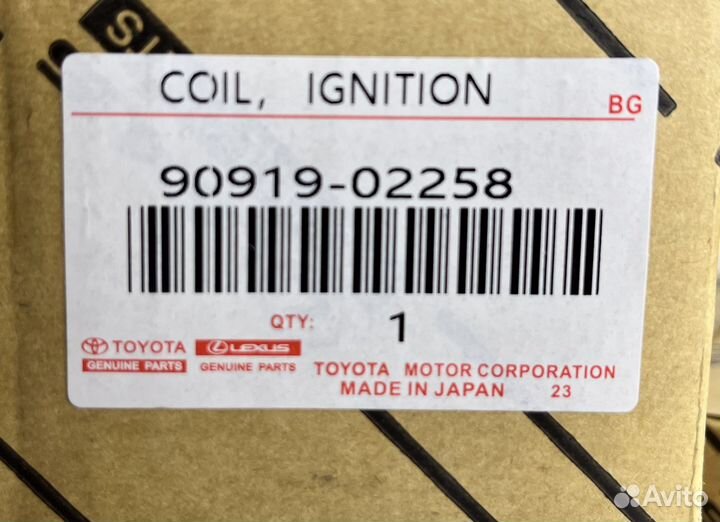 TS
COIL, IGNITION
BG
90919-02258
QTY: 1
TOYOTA LEXUS
GENUINE PARTS GENUINE PARTS
TOYOTA MOTOR CORPORATION
MADE IN JAPAN 23
Avito